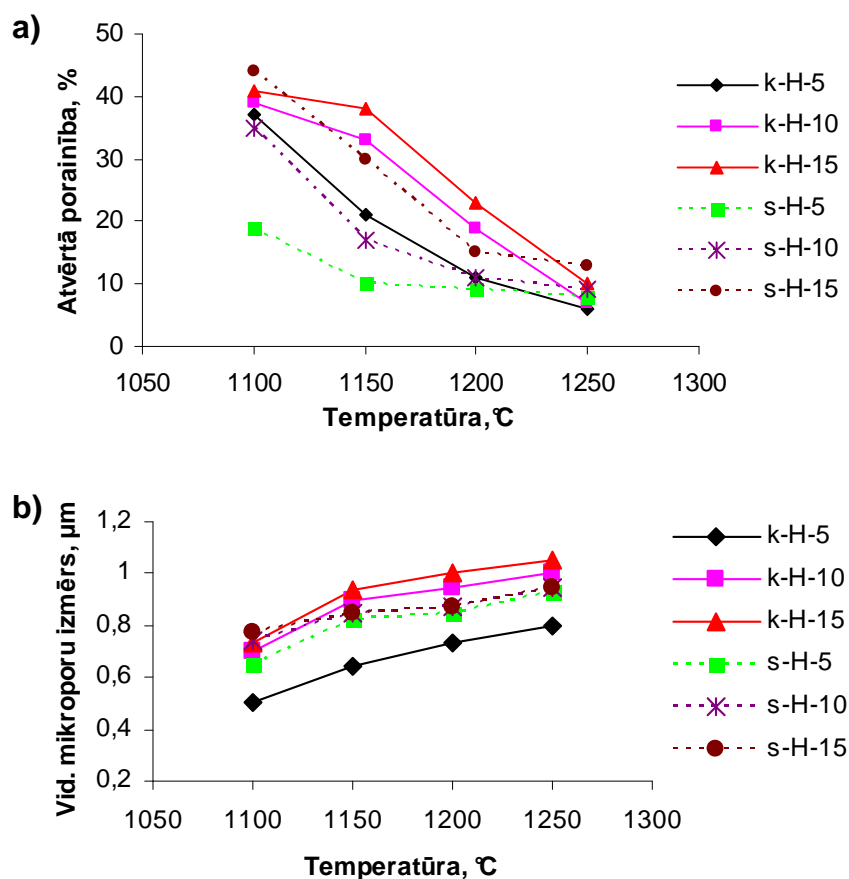 a)
Atvērtā porainība, %
50
40
30
20
10
0
1050 1100 1150 1200 1250 1300
Temperatūra,°C
k-H-5
k-H-10
k-H-15
s-H-5
s-H-10
s-H-15
b)
Vid. mikroporu izmērs, µm
1,2
1
0,8
0,6
0,4
0,2
1050 1100 1150 1200 1250 1300
Temperatūra, °C
k-H-5
k-H-10
k-H-15
s-H-5
s-H-10
s-H-15